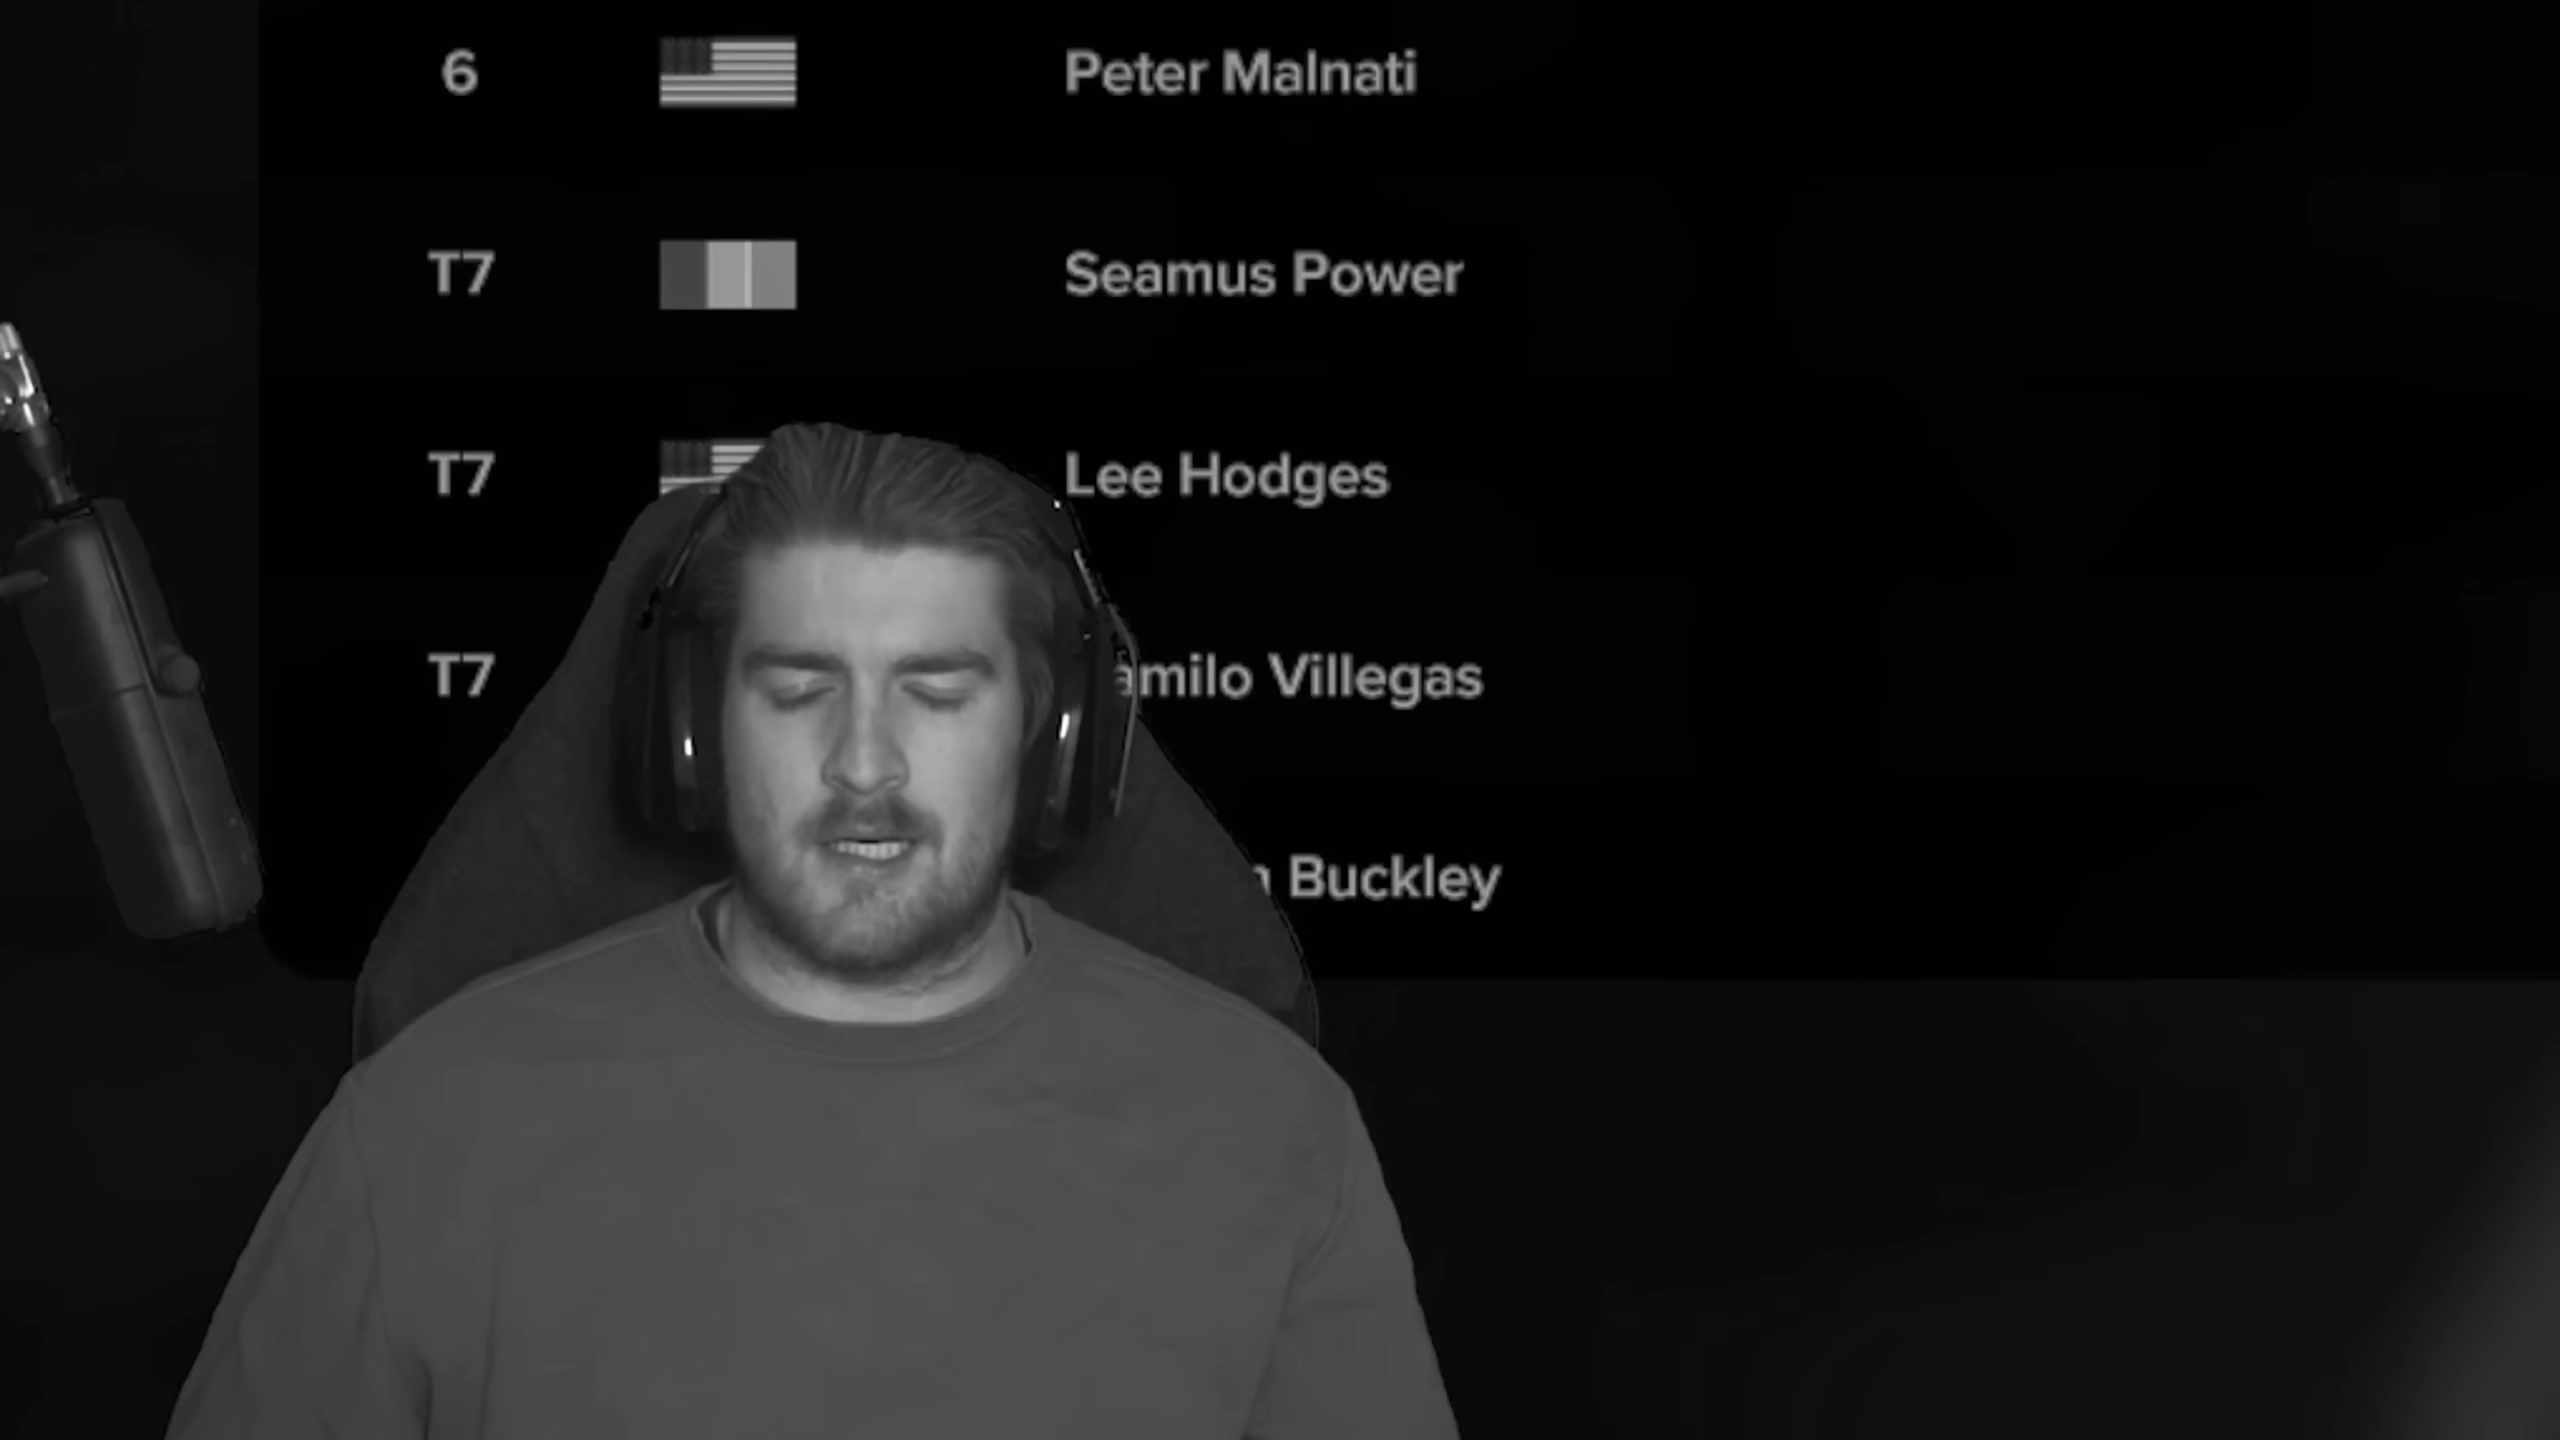 6 Peter Malnati
T7 Seamus Power
T7 Lee Hodges
T7 Villegas
Buckley